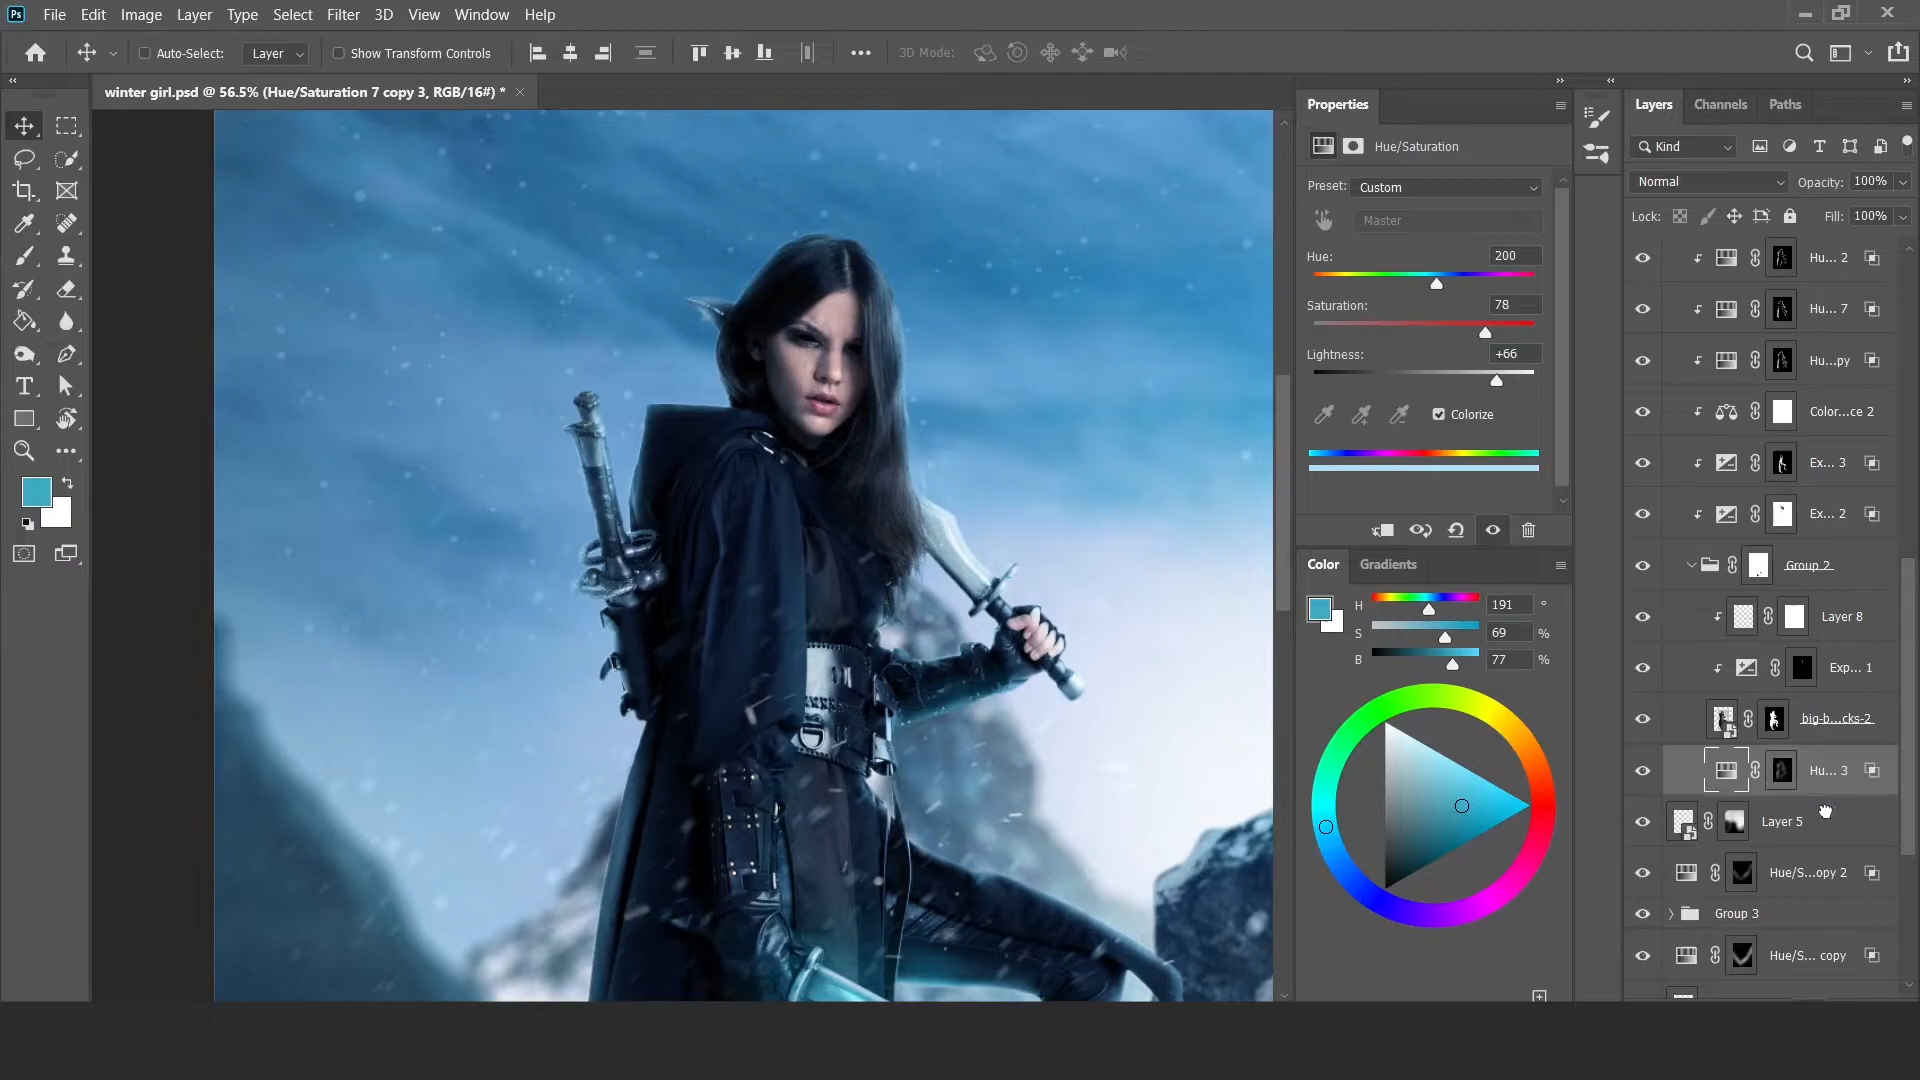 Ps File Edit Image Layer Type Select Filter 3D View Window Help
Auto-Select: Layer Show Transform Controls 3D Mode:
winter girl.psd @ 56.5% (Hue/Saturation 7 copy 3, RGB/16#) *
Properties
Hue/Saturation
Preset: Custom
Master
Hue: 200
Saturation: 78
Lightness: +66
Colorize
Color Gradients
H 191 °
S 69 %
B 77 %
Layers Channels Paths
Kind
Normal Opacity: 100%
Lock: Fill: 100%
Hu... 2
Hu... 7
Hu...py
Color...ce 2
Ex... 3
Ex... 2
Group 2
Layer 8
Exp... 1
big-b...cks-2
Hu... 3
Layer 5
Hue/S...opy 2
Group 3
Hue/S... copy